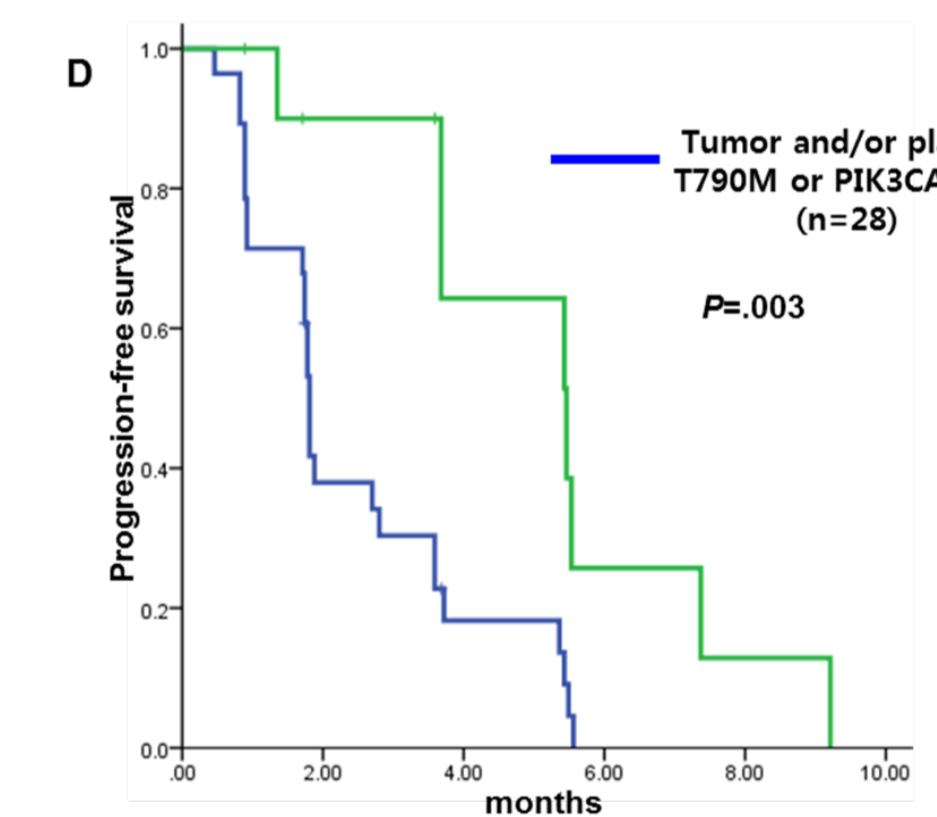 D
1.0
0.8
0.6
0.4
0.2
0.0
Progression-free survival
Tumor and/or
T790M or PIK3CA
(n=28)
P=.003
.00 2.00 4.00 6.00 8.00 10.00
months